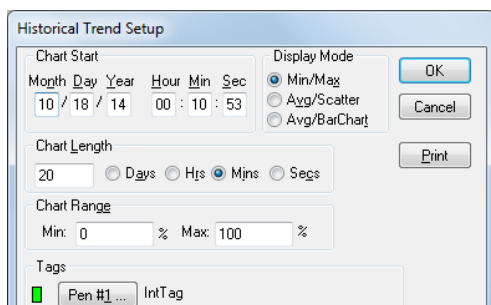 Historical Trend Setup
Chart Start
Month Day Year Hour Min Sec
10 / 18 / 14 00 : 10 : 53
Display Mode
Min/Max
Avg/Scatter
Avg/BarChart
OK
Cancel
Print
Chart Length
20 Days Hrs Mins Secs
Chart Range
Min: 0 % Max: 100 %
Tags
Pen #1 ... IntTag